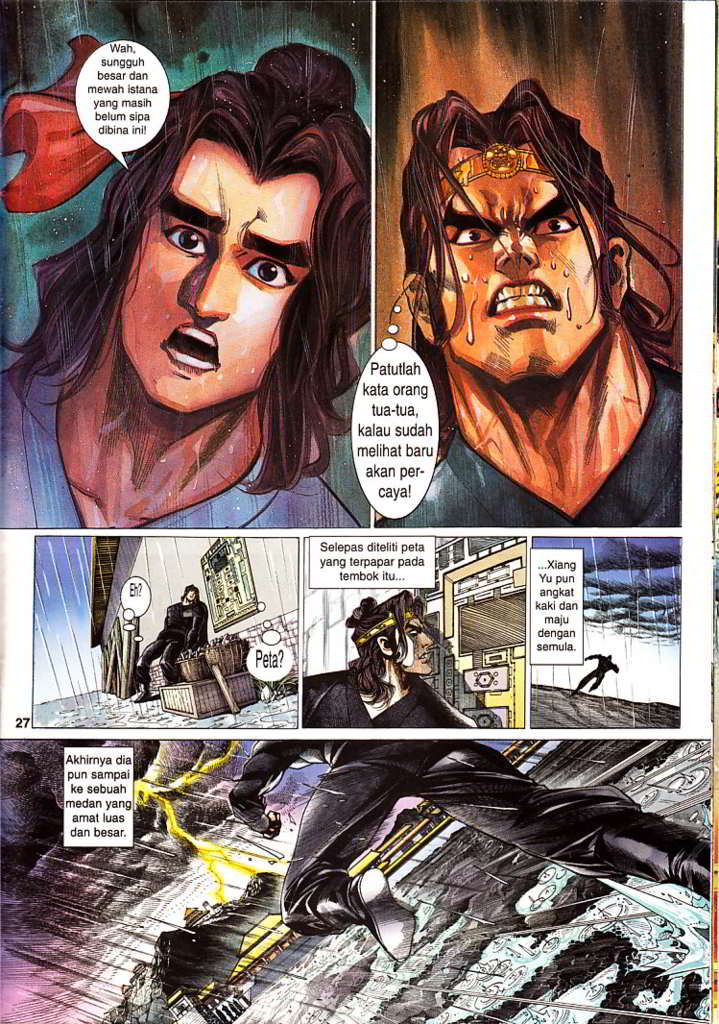 Wah,
sungguh
besar dan
mewah istana
yang masih
belum sipa
dibina ini!
Patutlah
kata orang
tua-tua,
kalau sudah
melihat baru
akan per-
caya!
Eh?
Peta?
Selepas diteliti peta
yang terpapar pada
tembok itu...
...Xiang
Yu pun
angkat
kaki dan
maju
dengan
semula.
27
Akhirnya dia
pun sampai
ke sebuah
medan yang
amat luas
dan besar.